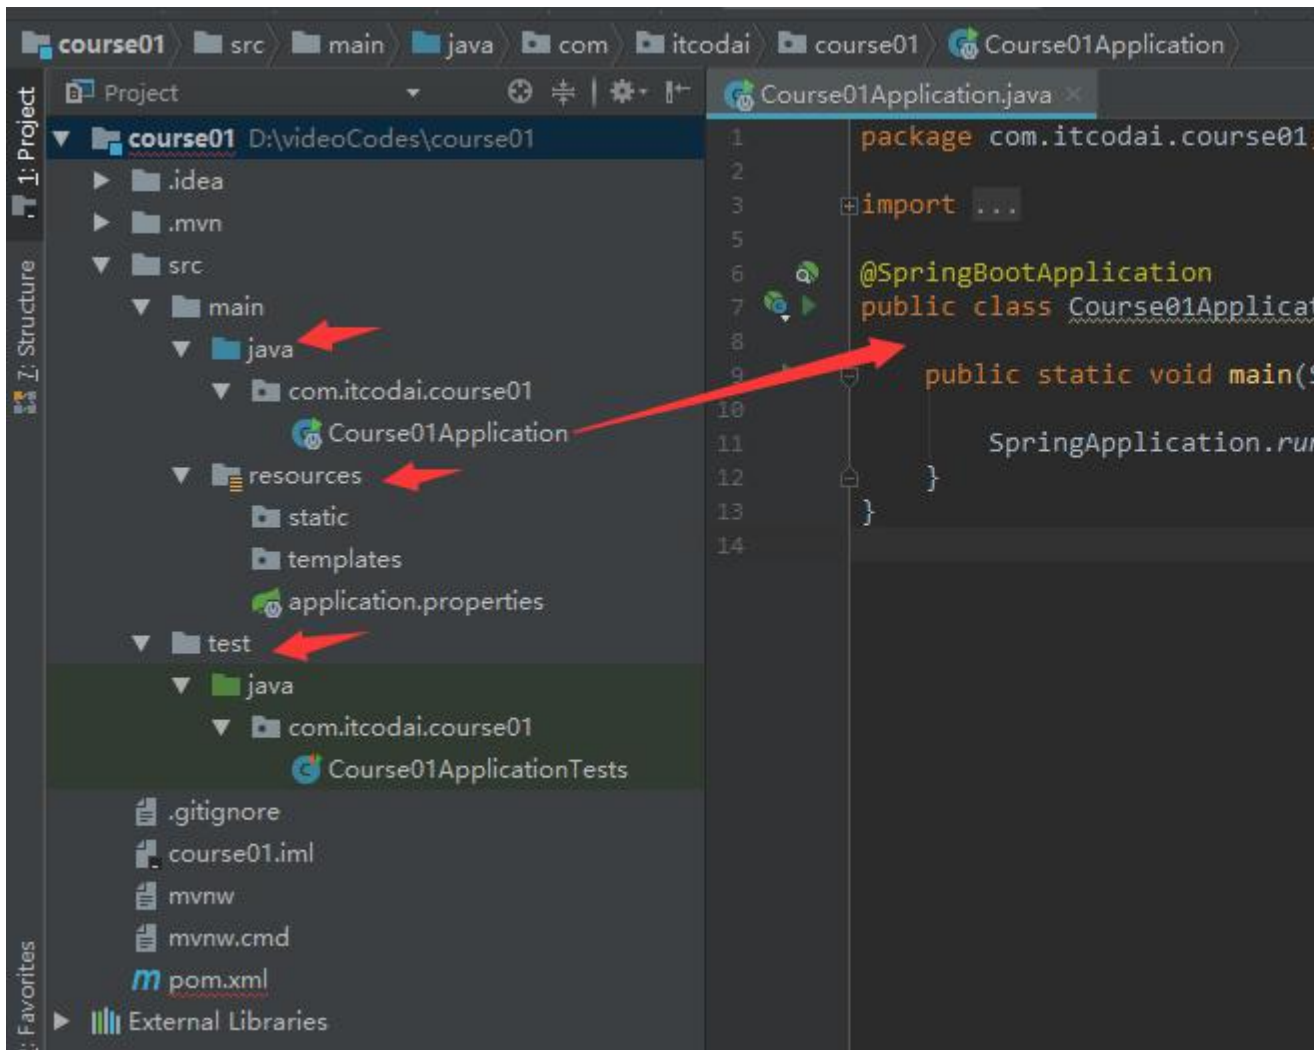 course01 src main java com itcodai course01 Course01Application
Project
Course01Application.java
1: Project
7: Structure
Favorites
course01 D:\videoCodes\course01
.idea
.mvn
src
main
java
com.itcodai.course01
Course01Application
resources
static
templates
application.properties
test
java
com.itcodai.course01
Course01ApplicationTests
.gitignore
course01.iml
mvnw
mvnw.cmd
pom.xml
External Libraries
1 package com.itcodai.course01;
2
3 import ...
5
6 @SpringBootApplication
7 public class Course01Applicat
8
9 public static void main(S
10
11 SpringApplication.run
12 }
13 }
14